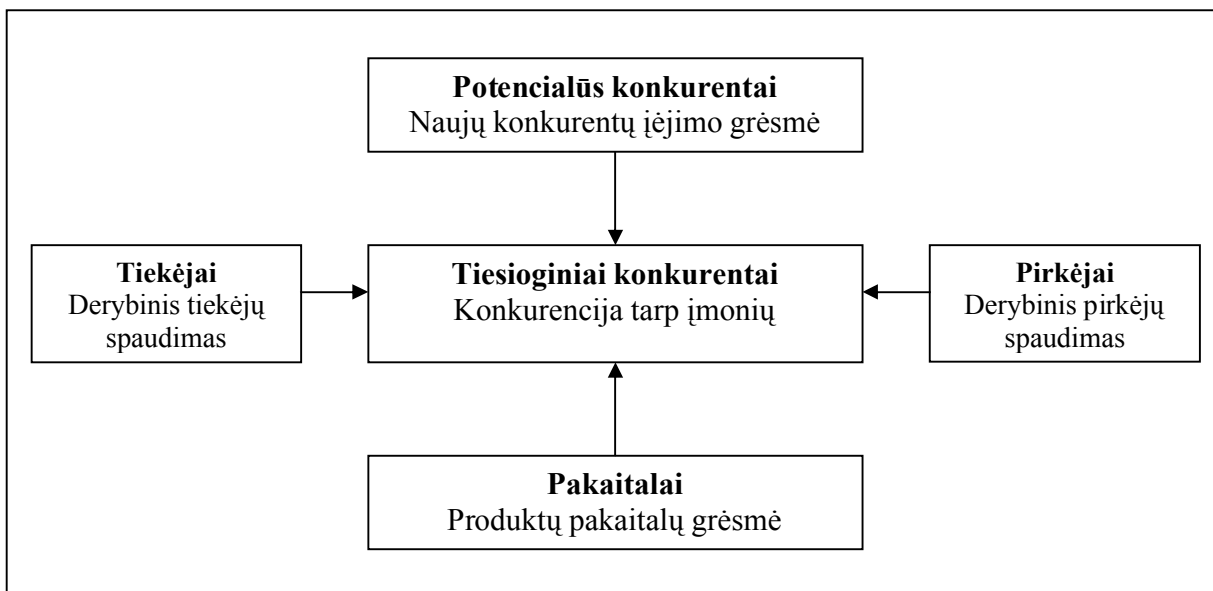 Potencialūs konkurentai
Naujų konkurentų įėjimo grėsmė
Tiekėjai
Derybinis tiekėjų
spaudimas
Tiesioginiai konkurentai
Konkurencija tarp įmonių
Pirkėjai
Derybinis pirkėjų
spaudimas
Pakaitalai
Produktų pakaitalų grėsmė